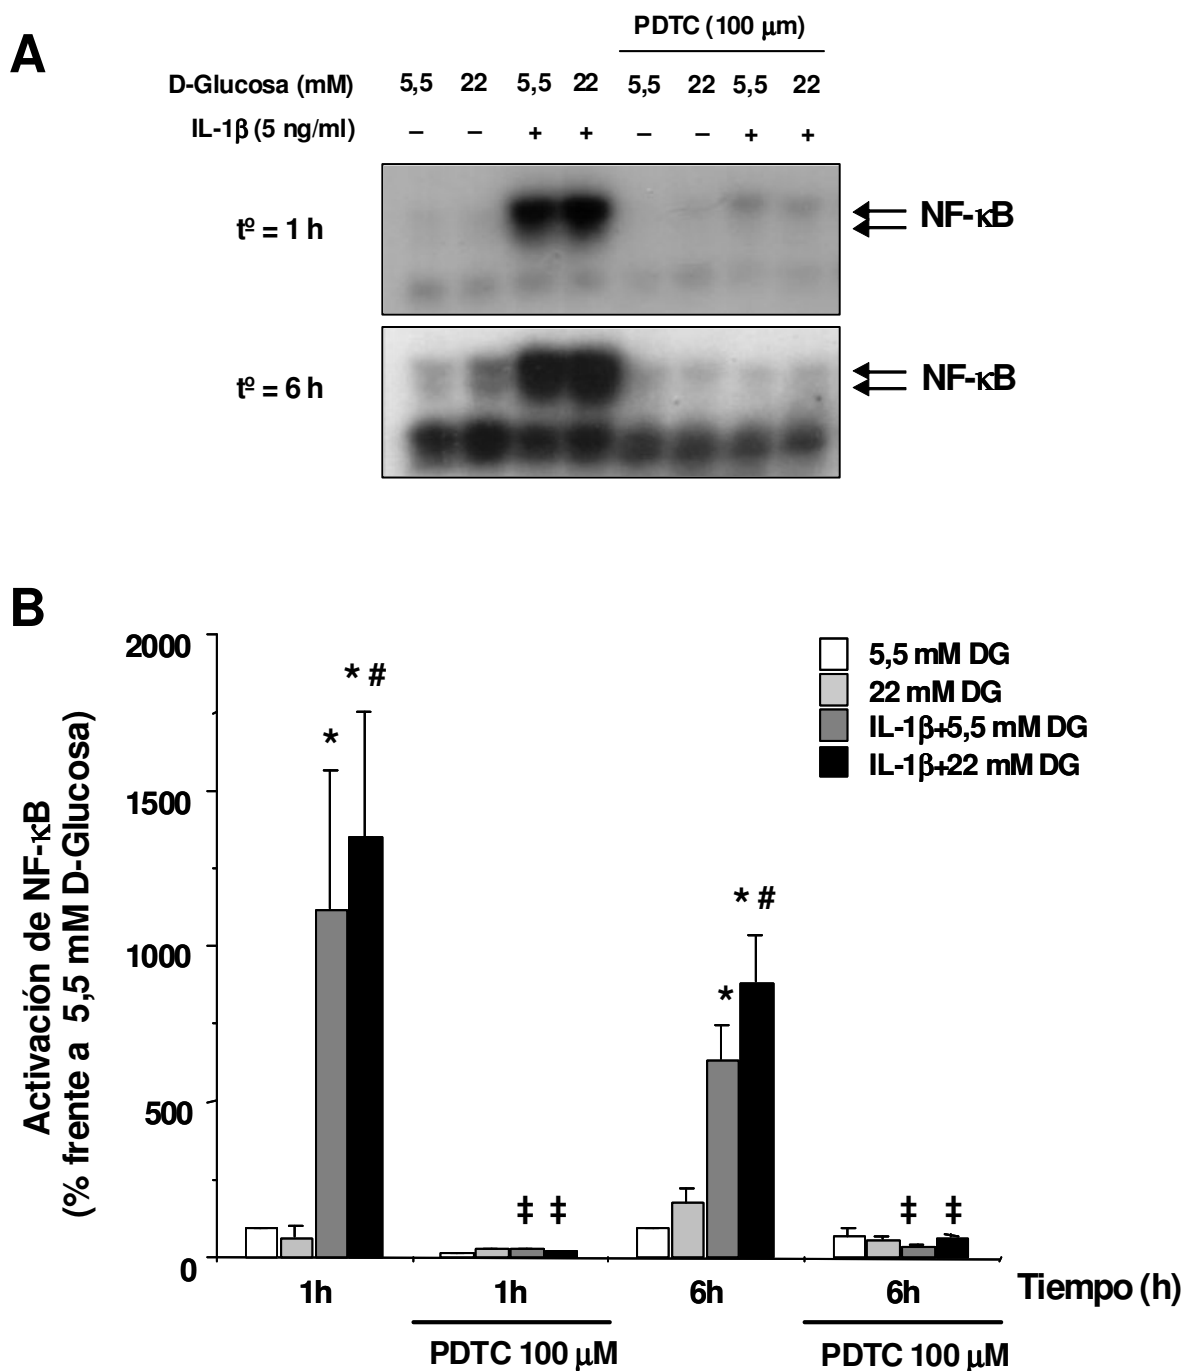 A
PDTC (100 μm)
D-Glucosa (mM) 5,5 22 5,5 22 5,5 22 5,5 22
IL-1β (5 ng/ml) – – + + – – + +
tº = 1 h
NF-κB
tº = 6 h
NF-κB
B
Activación de NF-κB
(% frente a 5,5 mM D-Glucosa)
2000
1500
1000
500
0
* * #
* * #
‡ ‡
‡ ‡
5,5 mM DG
22 mM DG
IL-1β+5,5 mM DG
IL-1β+22 mM DG
1h 1h 6h 6h Tiempo (h)
PDTC 100 μM PDTC 100 μM